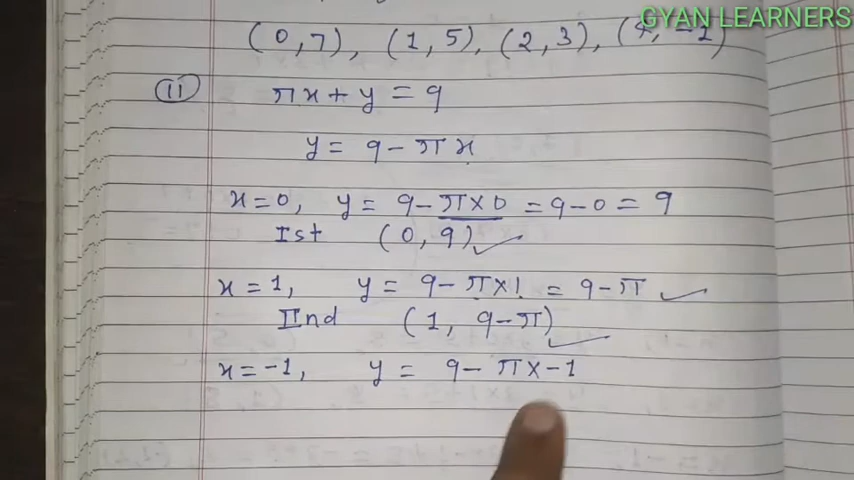 GYAN LEARNERS
(0,7), (1,5), (2,3), (4,-1)
(ii) πx + y = 9
y = 9 - πx
x=0, y = 9 - π×0 = 9-0 = 9
Ist (0,9) ✓
x = 1, y = 9 - π×1 = 9-π ✓
IInd (1, 9-π) ✓
x = -1, y = 9 - π×-1